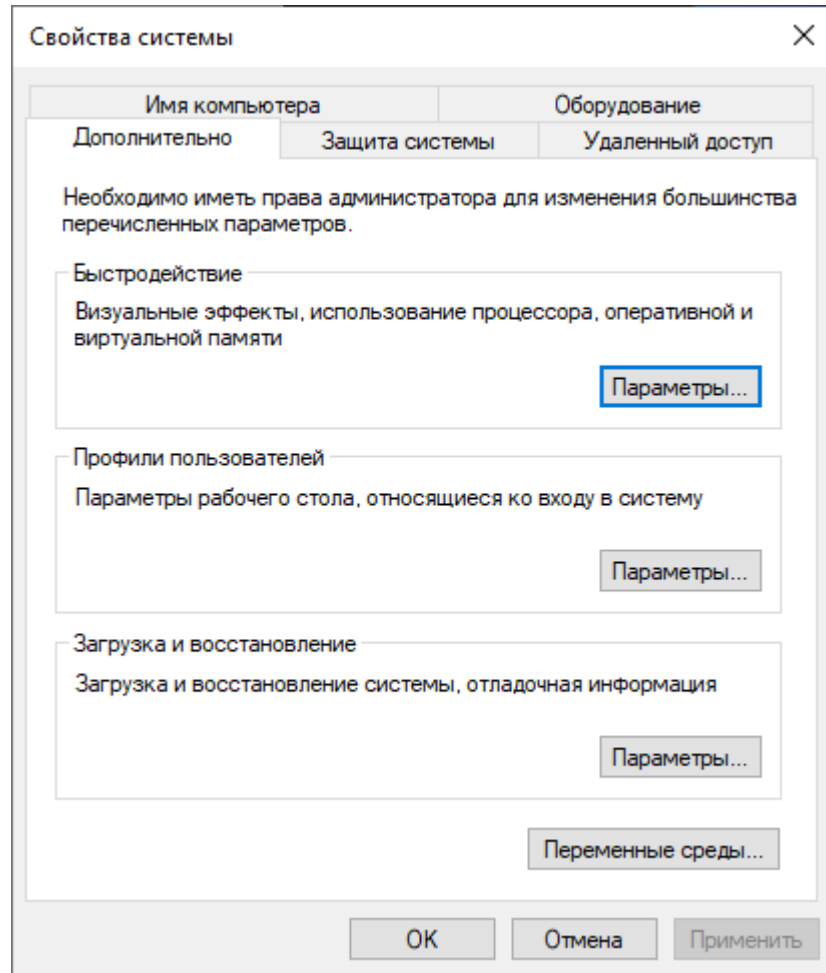 Свойства системы
Имя компьютера
Оборудование
Дополнительно
Защита системы
Удаленный доступ
Необходимо иметь права администратора для изменения большинства
перечисленных параметров.
Быстродействие
Визуальные эффекты, использование процессора, оперативной и
виртуальной памяти
Параметры...
Профили пользователей
Параметры рабочего стола, относящиеся ко входу в систему
Параметры...
Загрузка и восстановление
Загрузка и восстановление системы, отладочная информация
Параметры...
Переменные среды...
ОК
Отмена
Применить